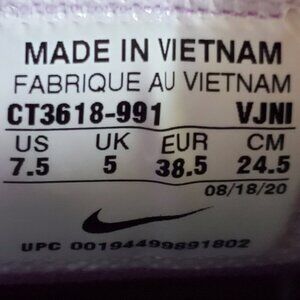 MADE IN VIETNAM
FABRIQUE AU VIETNAM
CT3618-991 VJNI
US UK EUR CM
7.5 5 38.5 24.5
08/18/20
UPC 00194499891802